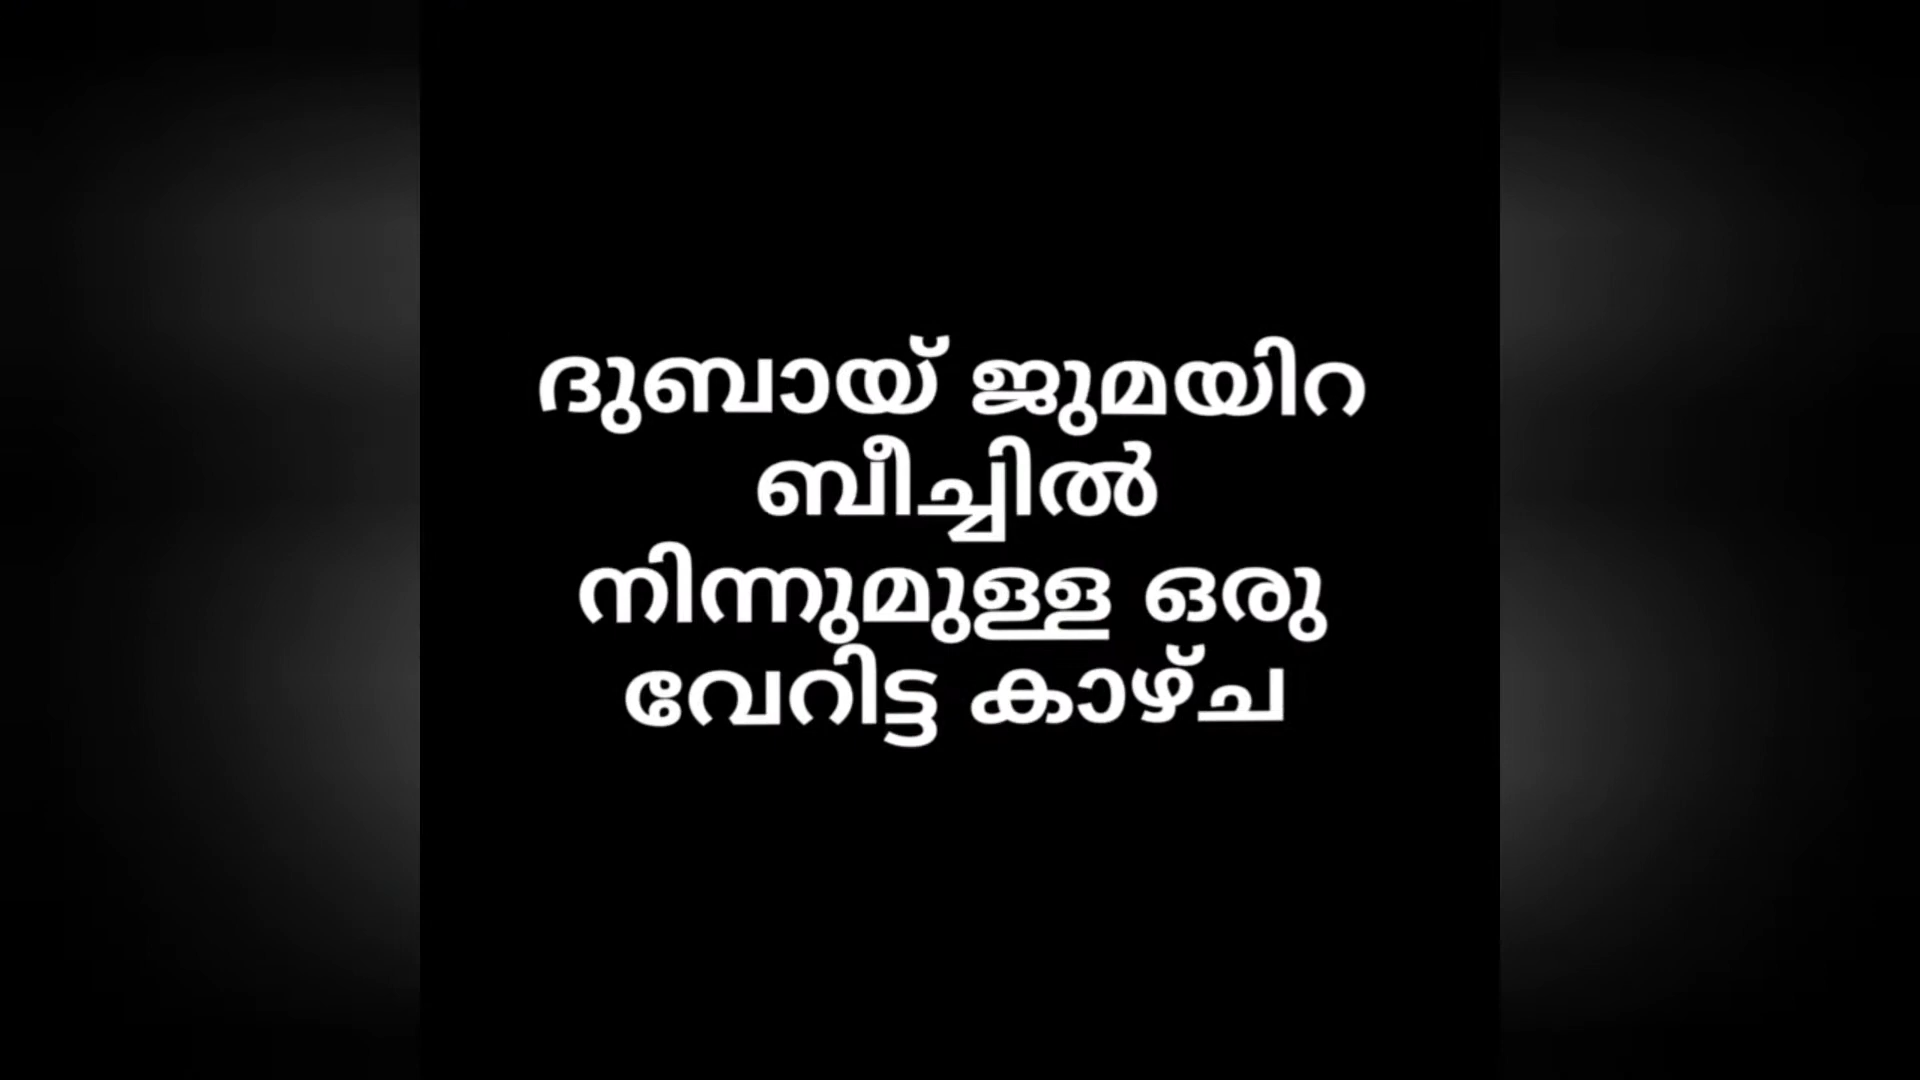 ദുബായ് ജുമയിറ
ബീച്ചിൽ
നിന്നുമുള്ള ഒരു
വേറിട്ട കാഴ്ച